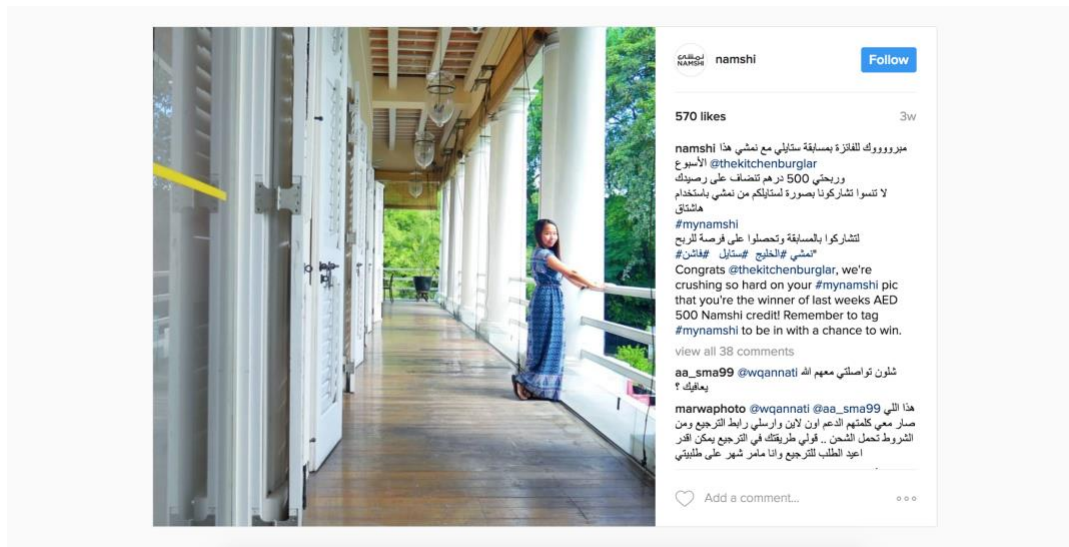 نمشي
NAMSHI
namshi
Follow
570 likes
3w
namshi مبرووووك للفائزة بمسابقة ستايلي مع نمشي هذا
الأسبوع @thekitchenburglar
وربحتي 500 درهم تنضاف على رصيدك
لا تنسوا تشاركونا بصورة لستايلكم من نمشي باستخدام
هاشتاق
#mynamshi
لتشاركوا بالمسابقة وتحصلوا على فرصة للربح
"نمشي #الخليج #ستايل #فاشن#
Congrats @thekitchenburglar, we're
crushing so hard on your #mynamshi pic
that you're the winner of last weeks AED
500 Namshi credit! Remember to tag
#mynamshi to be in with a chance to win.
view all 38 comments
aa_sma99 @wqannati شلون تواصلتي معهم الله
يعافيك ؟
marwaphoto @wqannati @aa_sma99 هذا اللي
صار معي كلمتهم الدعم اون لاين وارسلي رابط الترجيع ومن
الشروط تحمل الشحن .. قولي طريقتك في الترجيع يمكن اقدر
اعيد الطلب للترجيع وانا مامر شهر على طلبيتي
Add a comment...